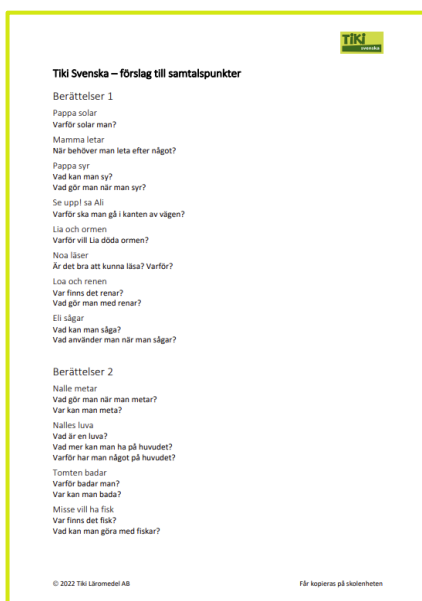 TiKi
svenska
Tiki Svenska – förslag till samtalspunkter
Berättelser 1
Pappa solar
Varför solar man?
Mamma letar
När behöver man leta efter något?
Pappa syr
Vad kan man sy?
Vad gör man när man syr?
Se upp! sa Ali
Varför ska man gå i kanten av vägen?
Lia och ormen
Varför vill Lia döda ormen?
Noa läser
Är det bra att kunna läsa? Varför?
Loa och renen
Var finns det renar?
Vad gör man med renar?
Eli sågar
Vad kan man såga?
Vad använder man när man sågar?
Berättelser 2
Nalle metar
Vad gör man när man metar?
Var kan man meta?
Nalles luva
Vad är en luva?
Vad mer kan man ha på huvudet?
Varför har man något på huvudet?
Tomten badar
Varför badar man?
Var kan man bada?
Misse vill ha fisk
Var finns det fisk?
Vad kan man göra med fiskar?
© 2022 Tiki Läromedel AB
Får kopieras på skolenheten